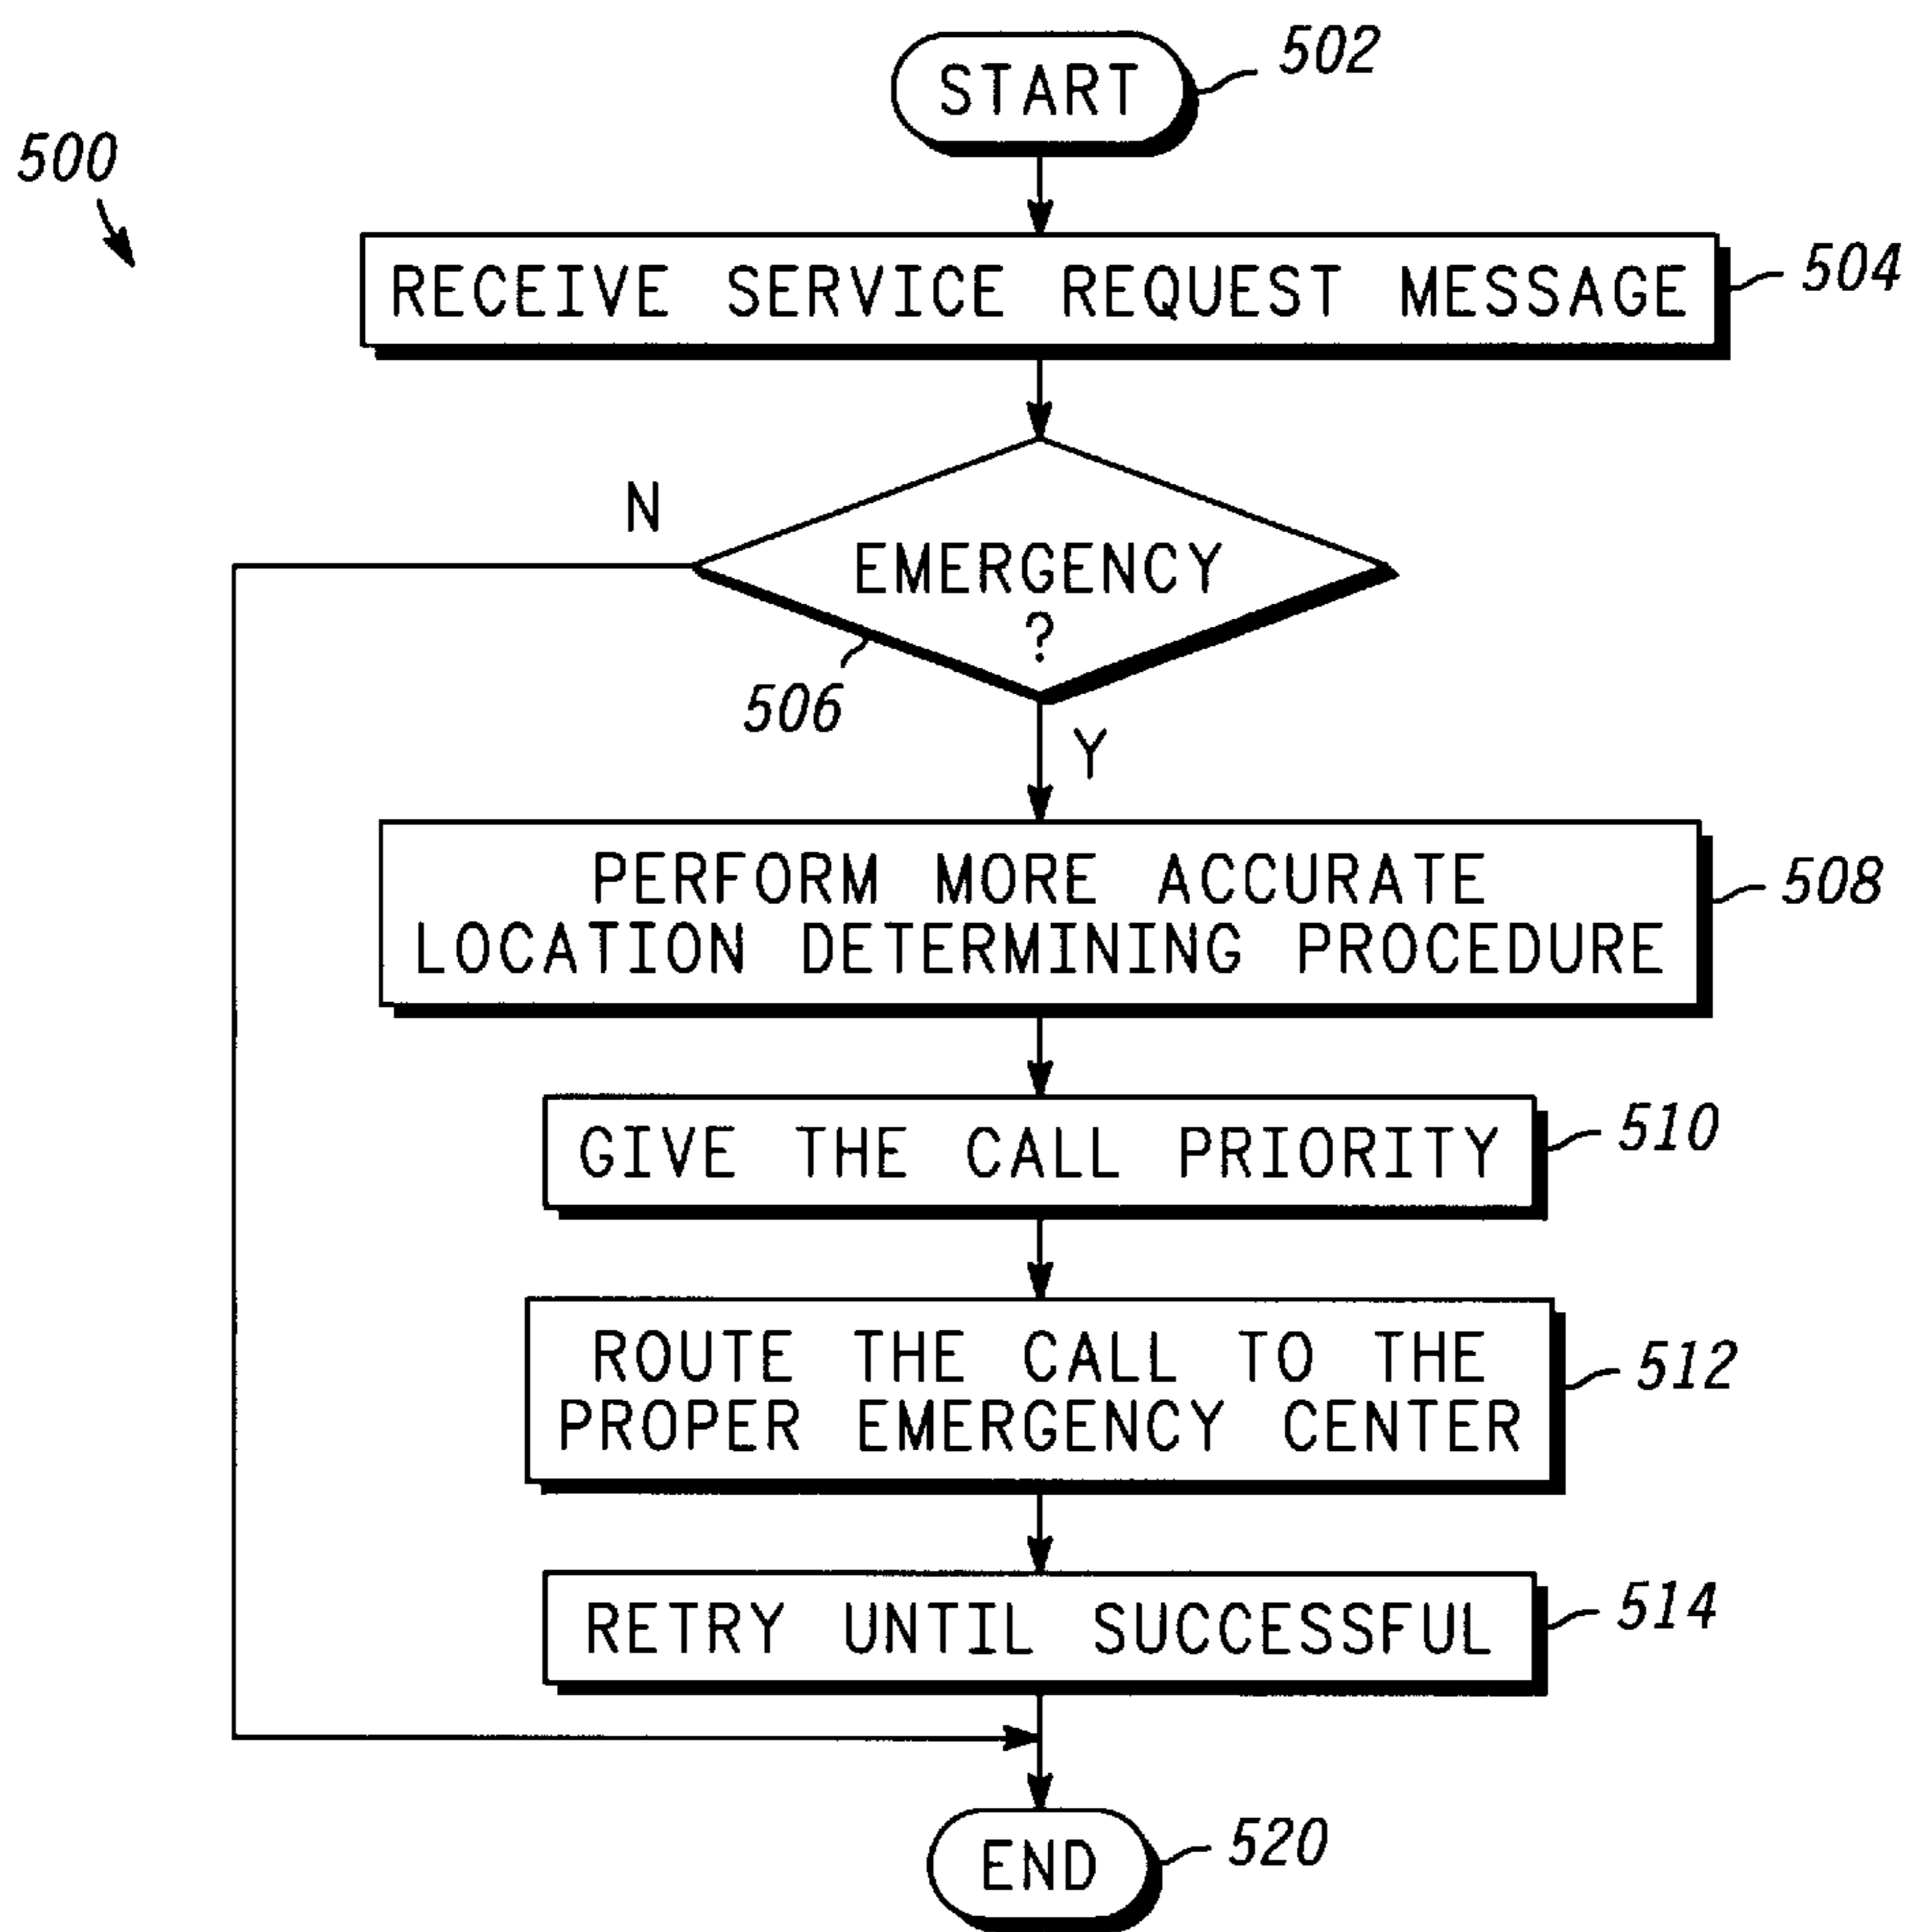 START
502
500
RECEIVE SERVICE REQUEST MESSAGE
504
N
EMERGENCY
?
506
Y
PERFORM MORE ACCURATE
LOCATION DETERMINING PROCEDURE
508
GIVE THE CALL PRIORITY
510
ROUTE THE CALL TO THE
PROPER EMERGENCY CENTER
512
RETRY UNTIL SUCCESSFUL
514
END
520